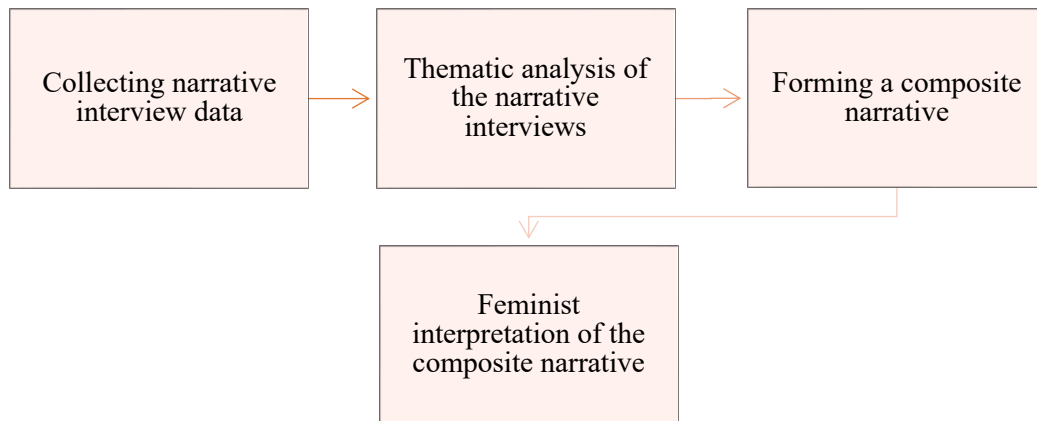 Collecting narrative
interview data
Thematic analysis of
the narrative
interviews
Forming a composite
narrative
Feminist
interpretation of the
composite narrative